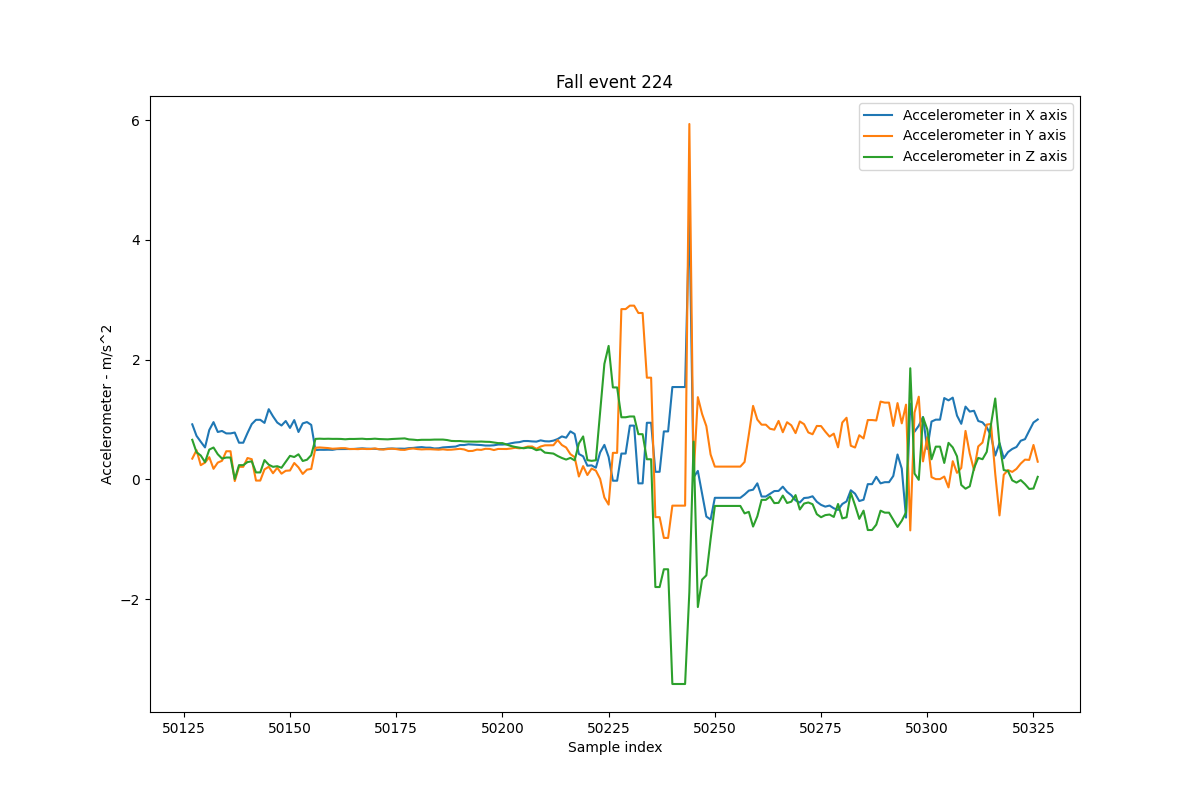 Fall event 224
Accelerometer in X axis
Accelerometer in Y axis
Accelerometer in Z axis
6
4
2
0
−2
Accelerometer - m/s^2
50125 50150 50175 50200 50225 50250 50275 50300 50325
Sample index